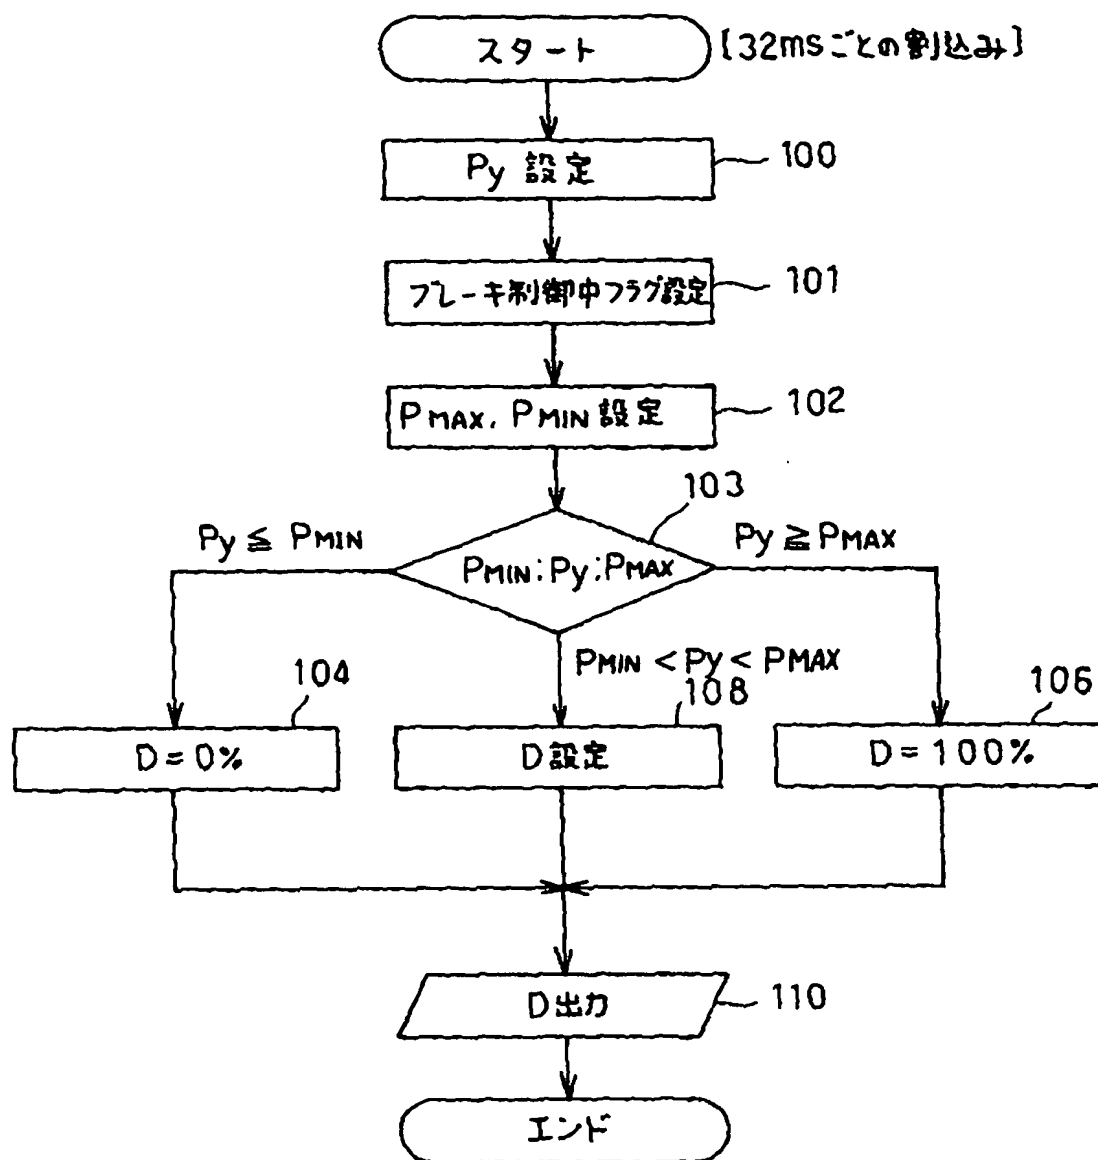 スタート
[32msごとの割込み]
Py 設定
100
ブレーキ制御中フラグ設定
101
PMAX, PMIN 設定
102
103
Py ≦ PMIN
PMIN:Py:PMAX
Py ≧ PMAX
PMIN < Py < PMAX
104
108
106
D = 0%
D 設定
D = 100%
D出力
110
エンド